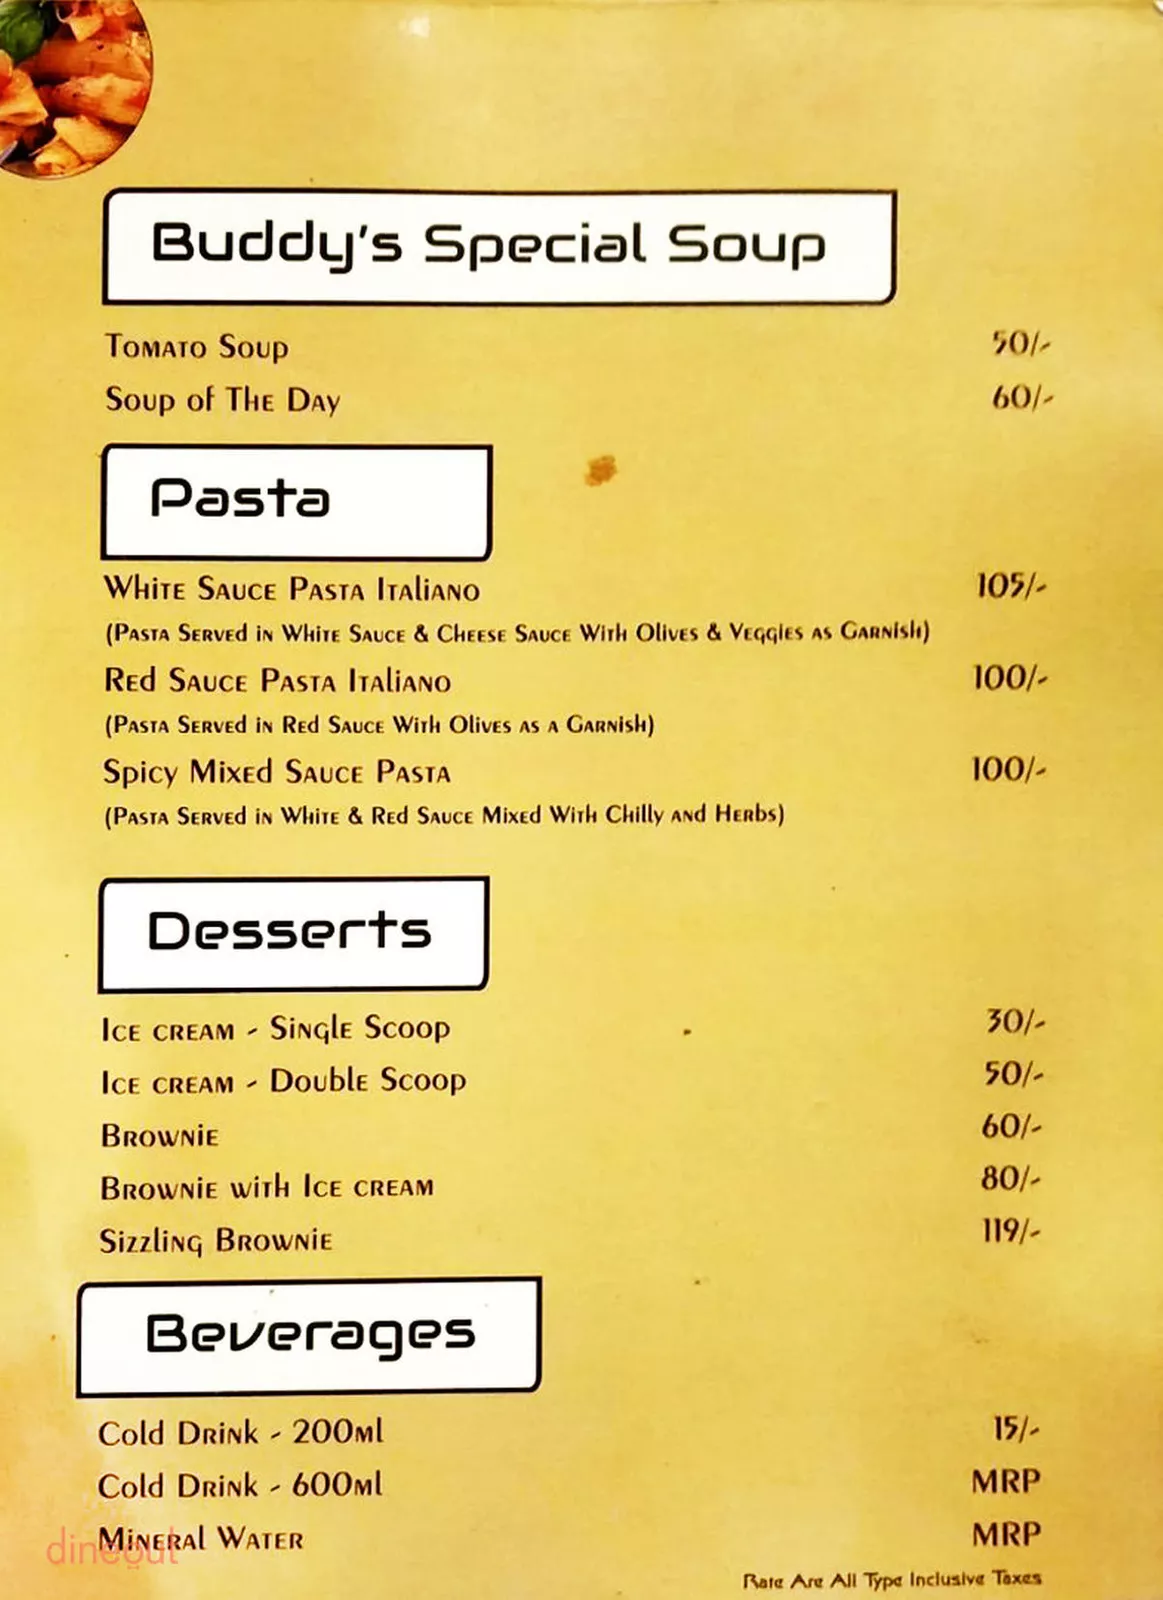 Buddy's Special Soup
Tomato Soup 50/-
Soup of The Day 60/-
Pasta
White Sauce Pasta Italiano 105/-
(Pasta Served in White Sauce & Cheese Sauce With Olives & Veggies as Garnish)
Red Sauce Pasta Italiano 100/-
(Pasta Served in Red Sauce With Olives as a Garnish)
Spicy Mixed Sauce Pasta 100/-
(Pasta Served in White & Red Sauce Mixed With Chilly and Herbs)
Desserts
Ice cream - Single Scoop 30/-
Ice cream - Double Scoop 50/-
Brownie 60/-
Brownie with Ice cream 80/-
Sizzling Brownie 119/-
Beverages
Cold Drink - 200ml 15/-
Cold Drink - 600ml MRP
Mineral Water MRP
dineout
Rate Are All Type Inclusive Taxes